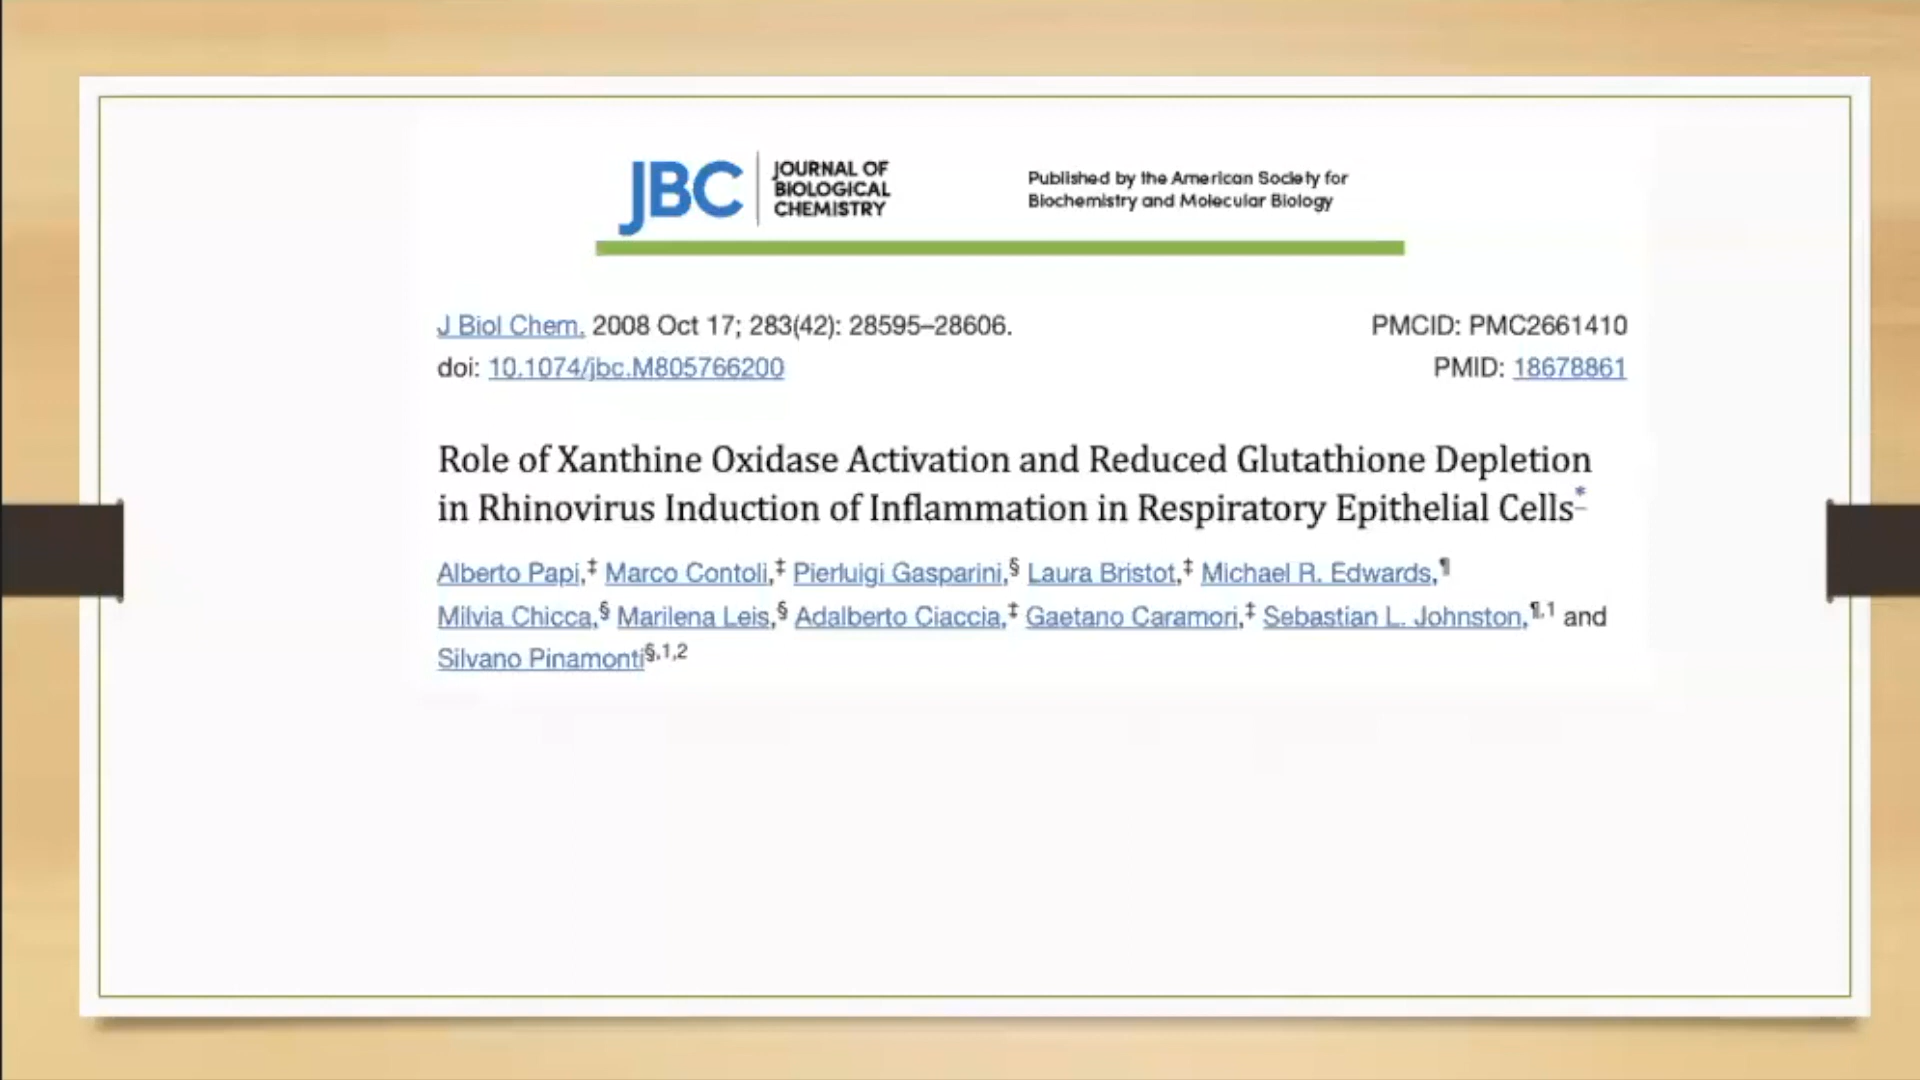 JBC
JOURNAL OF
BIOLOGICAL
CHEMISTRY
Published by the American Society for
Biochemistry and Molecular Biology
J Biol Chem. 2008 Oct 17; 283(42): 28595–28606.
PMCID: PMC2661410
doi: 10.1074/jbc.M805766200
PMID: 18678861
Role of Xanthine Oxidase Activation and Reduced Glutathione Depletion
in Rhinovirus Induction of Inflammation in Respiratory Epithelial Cells*
Alberto Papi,‡ Marco Contoli,‡ Pierluigi Gasparini,§ Laura Bristot,‡ Michael R. Edwards,¶
Milvia Chicca,§ Marilena Leis,§ Adalberto Ciaccia,‡ Gaetano Caramori,‡ Sebastian L. Johnston,¶,1 and
Silvano Pinamonti§,1,2